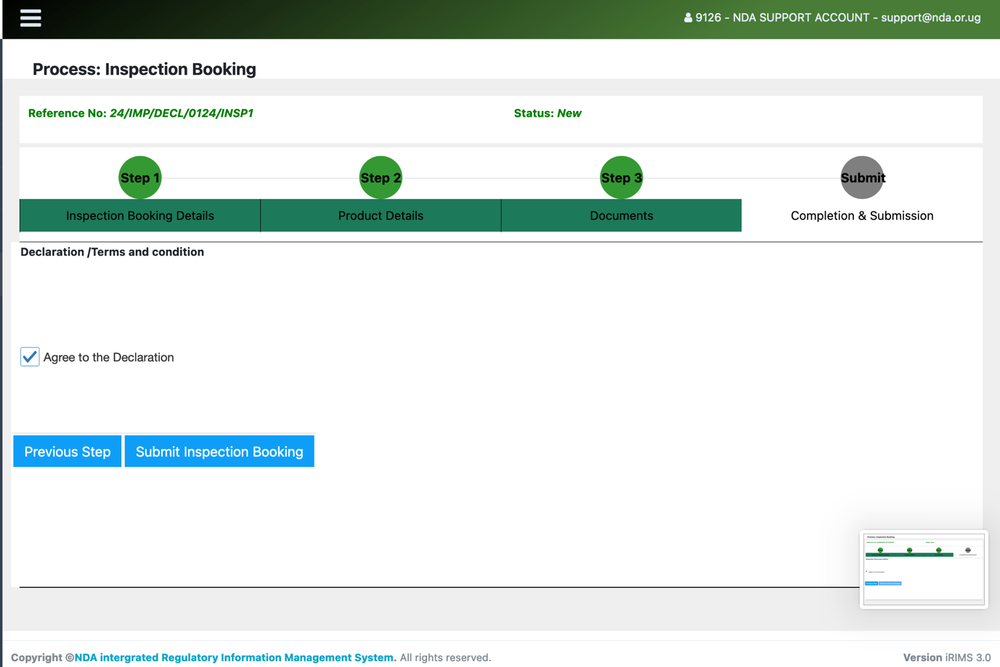 9126 - NDA SUPPORT ACCOUNT - support@nda.or.ug
Process: Inspection Booking
Reference No: 24/IMP/DECL/0124/INSP1
Status: New
Step 1
Step 2
Step 3
Submit
Inspection Booking Details
Product Details
Documents
Completion & Submission
Declaration /Terms and condition
Agree to the Declaration
Previous Step
Submit Inspection Booking
Copyright ©NDA intergrated Regulatory Information Management System. All rights reserved.
Version iRIMS 3.0